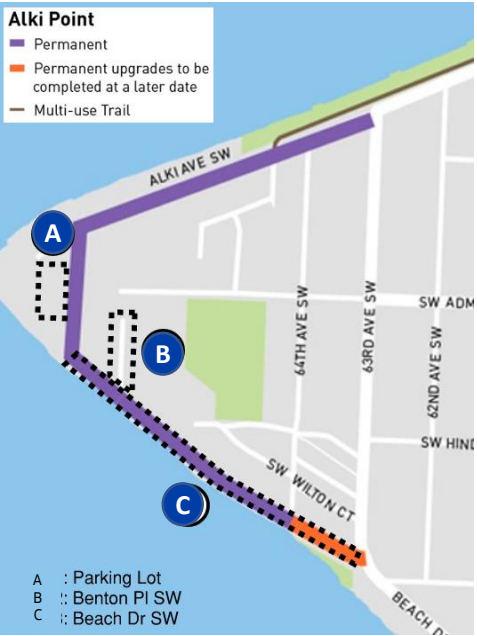 Alki Point
Permanent
Permanent upgrades to be
completed at a later date
Multi-use Trail
ALKI AVE SW
A
SW ADM
B
64TH AVE SW
63RD AVE SW
62ND AVE SW
SW HIND
SW WILTON CT
C
BEACH DR
A : Parking Lot
B : Benton Pl SW
C : Beach Dr SW